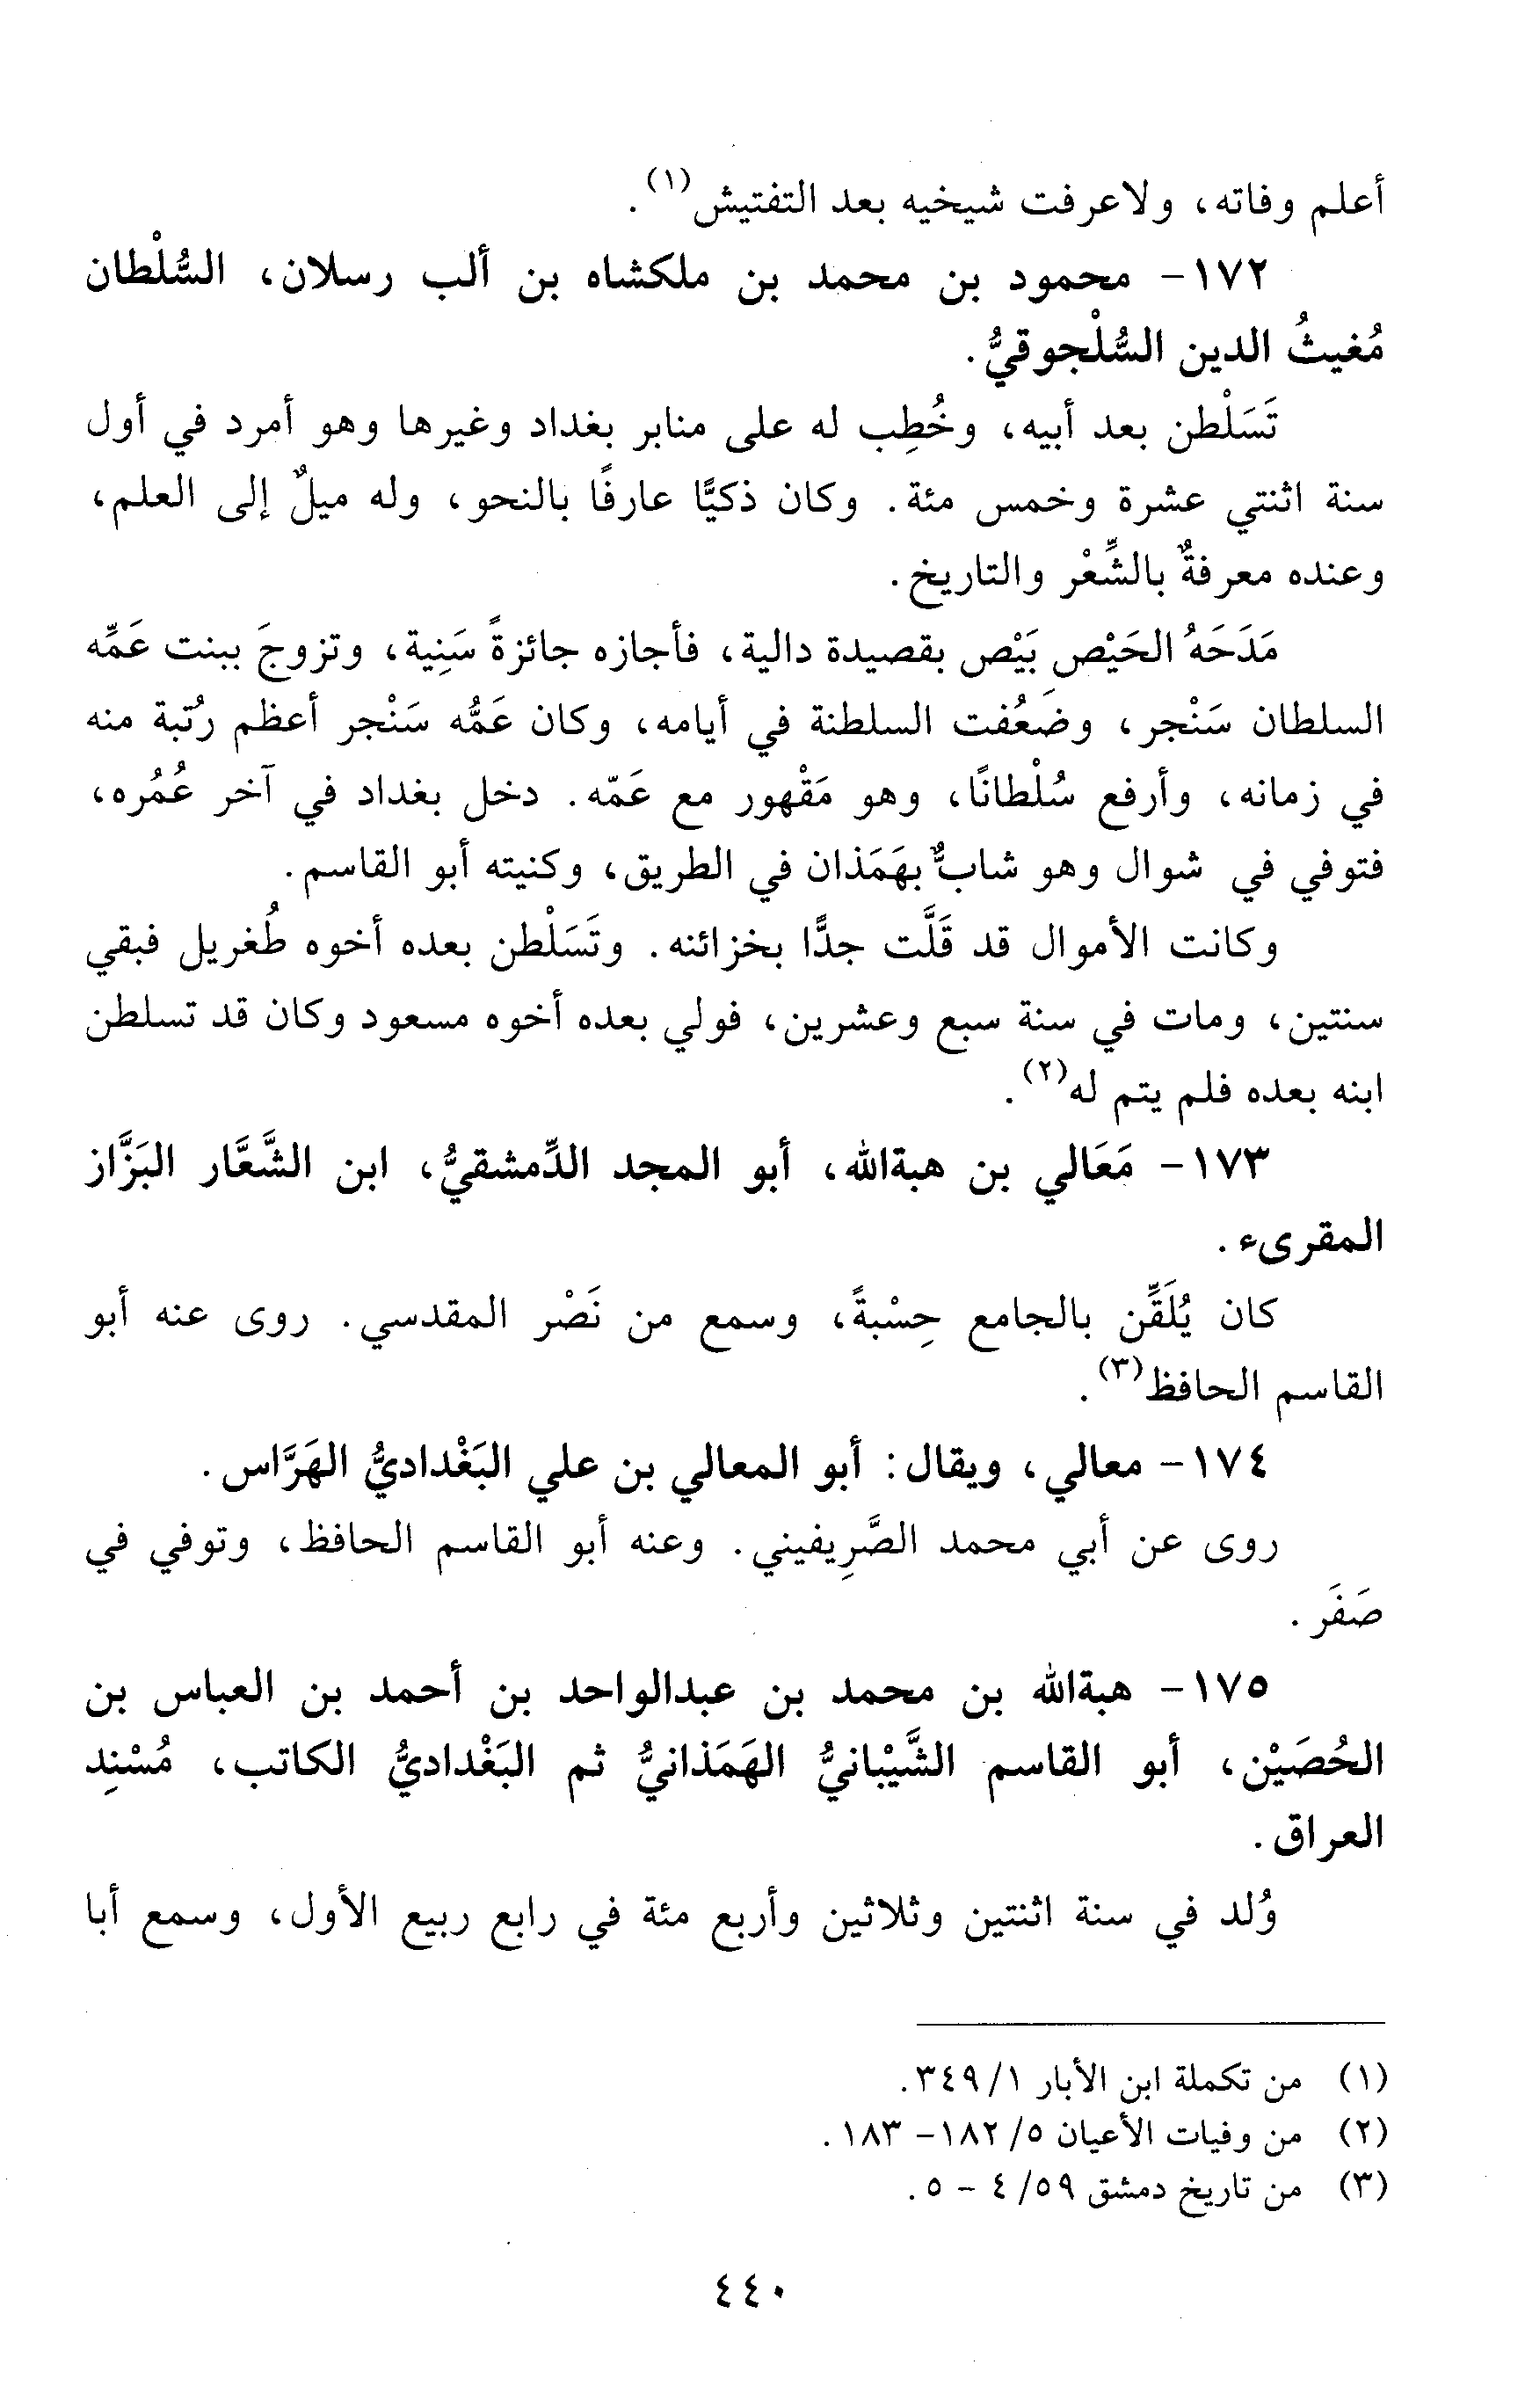 أعلم وفاته، ولاعرفت شيخيه بعد التفتيش(١).
١٧٢- محمود بن محمد بن ملكشاه بن ألب رسلان، السُّلْطان
مُغيثُ الدين السُّلْجوقيُّ.
تَسَلْطن بعد أبيه، وخُطِب له على منابر بغداد وغيرها وهو أمرد في أول
سنة اثنتي عشرة وخمس مئة. وكان ذكيًّا عارفًا بالنحو، وله ميلٌ إلى العلم،
وعنده معرفةٌ بالشِّعْر والتاريخ.
مَدَحَهُ الحَيْص بَيْص بقصيدة دالية، فأجازه جائزةً سَنِية، وتزوجَ ببنت عَمِّه
السلطان سَنْجر، وضَعُفت السلطنة في أيامه، وكان عَمُّه سَنْجر أعظم رُتبة منه
في زمانه، وأرفع سُلْطانًا، وهو مَقْهور مع عَمّه. دخل بغداد في آخر عُمُره،
فتوفي في شوال وهو شابٌّ بهَمَذان في الطريق، وكنيته أبو القاسم.
وكانت الأموال قد قَلَّت جدًّا بخزائنه. وتَسَلْطن بعده أخوه طُغريل فبقي
سنتين، ومات في سنة سبع وعشرين، فولي بعده أخوه مسعود وكان قد تسلطن
ابنه بعده فلم يتم له(٢).
١٧٣- مَعَالي بن هبةالله، أبو المجد الدِّمشقيُّ، ابن الشَّعَّار البَزَّاز
المقرىء.
كان يُلَقِّن بالجامع حِسْبةً، وسمع من نَصْر المقدسي. روى عنه أبو
القاسم الحافظ(٣).
١٧٤- معالي، ويقال: أبو المعالي بن علي البَغْداديُّ الهَرَّاس.
روى عن أبي محمد الصَّرِيفيني. وعنه أبو القاسم الحافظ، وتوفي في
صَفَر.
١٧٥- هبةالله بن محمد بن عبدالواحد بن أحمد بن العباس بن
الحُصَيْن، أبو القاسم الشَّيْبانيُّ الهَمَذانيُّ ثم البَغْداديُّ الكاتب، مُسْنِد
العراق.
وُلد في سنة اثنتين وثلاثين وأربع مئة في رابع ربيع الأول، وسمع أبا
(١) من تكملة ابن الأبار ١/ ٣٤٩.
(٢) من وفيات الأعيان ٥/ ١٨٢- ١٨٣.
(٣) من تاريخ دمشق ٥٩/ ٤ - ٥.
٤٤٠